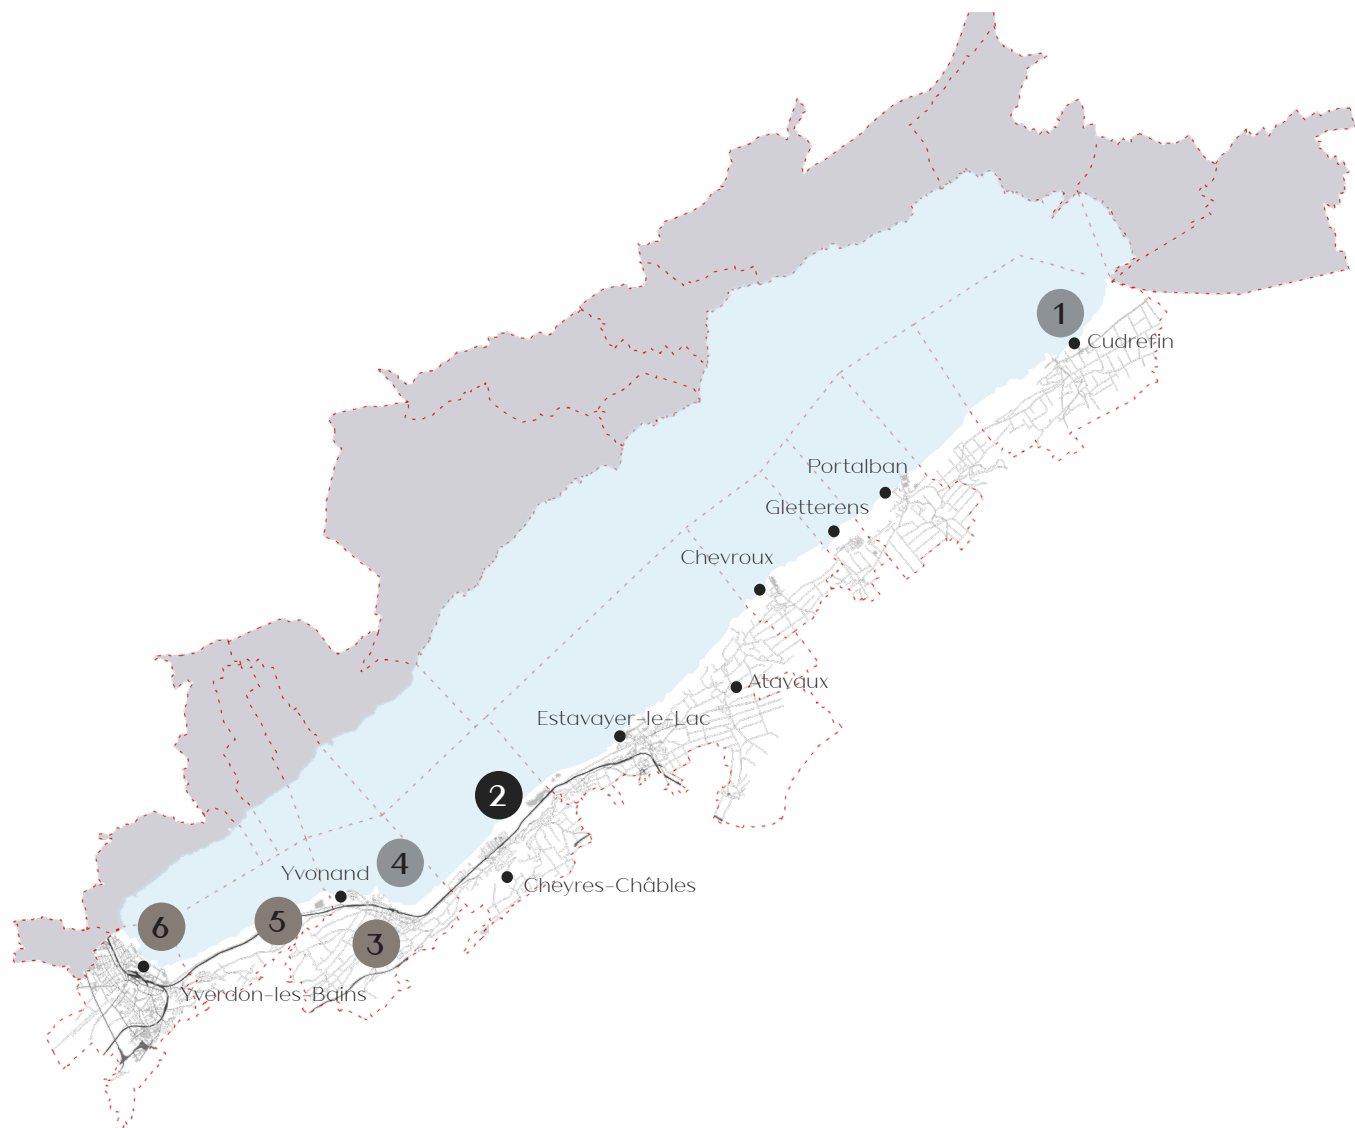 1
Cudrefin
Portalban
Gletterens
Chevroux
Atavaux
Estavayer-le-Lac
2
4
Yvonand
Cheyres-Châbles
5
6
3
Yverdon-les-Bains